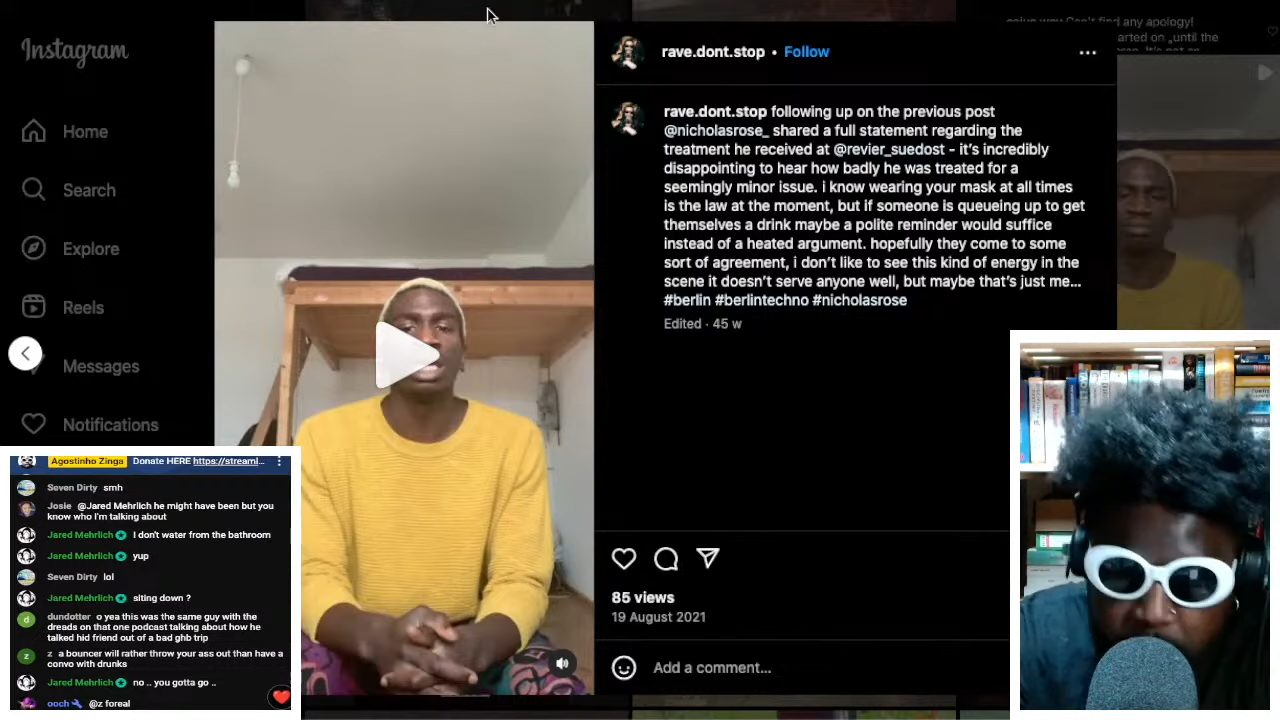 Instagram
Home
Search
Explore
Reels
Messages
Notifications
rave.dont.stop • Follow
rave.dont.stop following up on the previous post
@nicholasrose_ shared a full statement regarding the
treatment he received at @revier_suedost - it's incredibly
disappointing to hear how badly he was treated for a
seemingly minor issue. i know wearing your mask at all times
is the law at the moment, but if someone is queueing up to get
themselves a drink maybe a polite reminder would suffice
instead of a heated argument. hopefully they come to some
sort of agreement, i don't like to see this kind of energy in the
scene it doesn't serve anyone well, but maybe that's just me...
#berlin #berlintechno #nicholasrose
Edited · 45 w
85 views
19 August 2021
Add a comment...
any apology!
arted on „until the
Agostinho Zinga Donate HERE https://streaml...
Seven Dirty smh
Josie @Jared Mehrlich he might have been but you
know who I'm talking about
Jared Mehrlich I don't water from the bathroom
Jared Mehrlich yup
Seven Dirty lol
Jared Mehrlich siting down ?
dundotter o yea this was the same guy with the
dreads on that one podcast talking about how he
talked hid friend out of a bad ghb trip
z a bouncer will rather throw your ass out than have a
convo with drunks
Jared Mehrlich no .. you gotta go ..
ooch @z foreal